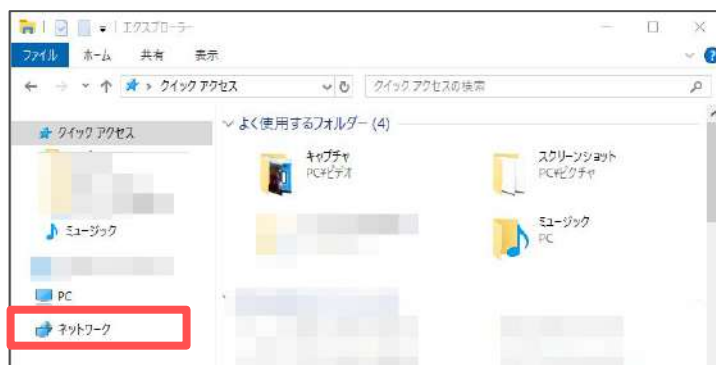 エクスプローラー
ファイル ホーム 共有 表示
クイック アクセス
クイック アクセスの検索
クイック アクセス
ミュージック
PC
ネットワーク
よく使用するフォルダー (4)
キャプチャ
PC¥ビデオ
スクリーンショット
PC¥ピクチャ
ミュージック
PC